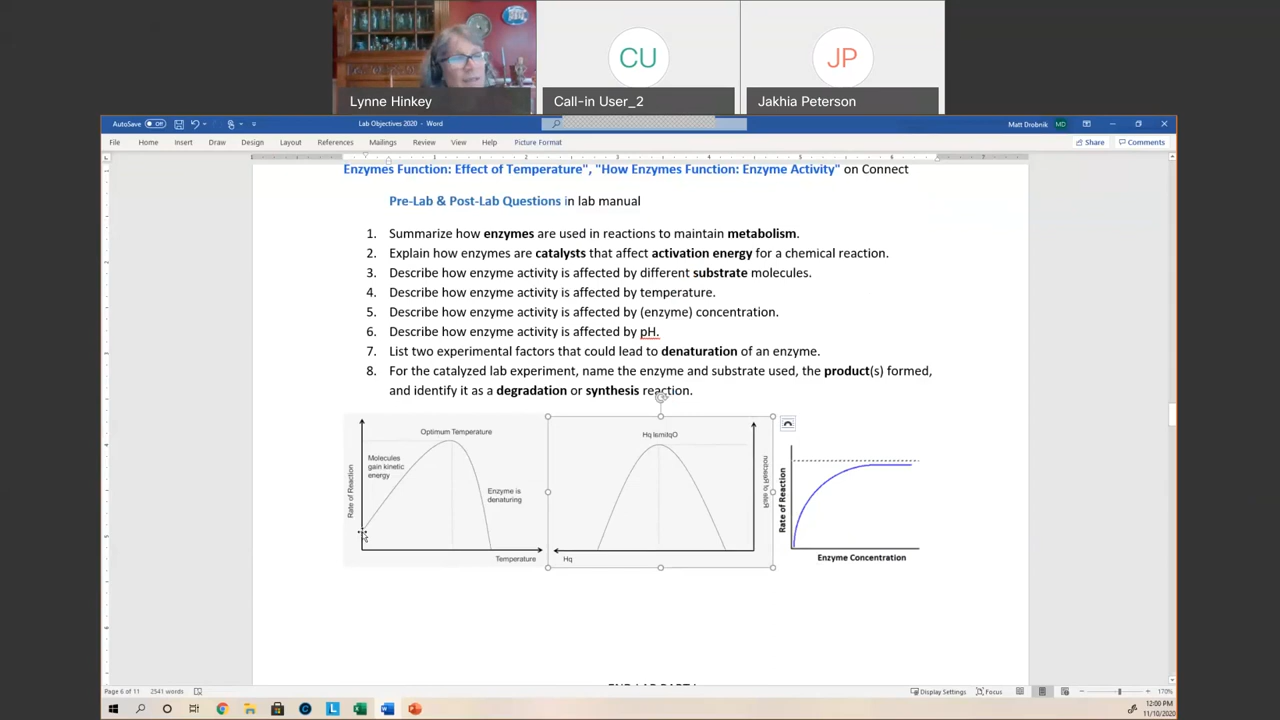 CU
JP
Lynne Hinkey
Call-in User_2
Jakhia Peterson
AutoSave Off
Lab Objectives 2020 - Word
Matt Drobnik MD
File Home Insert Draw Design Layout References Mailings Review View Help Picture Format Share Comments
Enzymes Function: Effect of Temperature", "How Enzymes Function: Enzyme Activity" on Connect
Pre-Lab & Post-Lab Questions in lab manual
1. Summarize how enzymes are used in reactions to maintain metabolism.
2. Explain how enzymes are catalysts that affect activation energy for a chemical reaction.
3. Describe how enzyme activity is affected by different substrate molecules.
4. Describe how enzyme activity is affected by temperature.
5. Describe how enzyme activity is affected by (enzyme) concentration.
6. Describe how enzyme activity is affected by pH.
7. List two experimental factors that could lead to denaturation of an enzyme.
8. For the catalyzed lab experiment, name the enzyme and substrate used, the product(s) formed,
and identify it as a degradation or synthesis reaction.
Optimum Temperature
Molecules
gain kinetic
energy
Enzyme is
denaturing
Rate of Reaction
Temperature
Optimal pH
Rate of Reaction
pH
Rate of Reaction
Enzyme Concentration
Page 6 of 11 2541 words
Display Settings Focus 170%
12:00 PM
11/10/2020